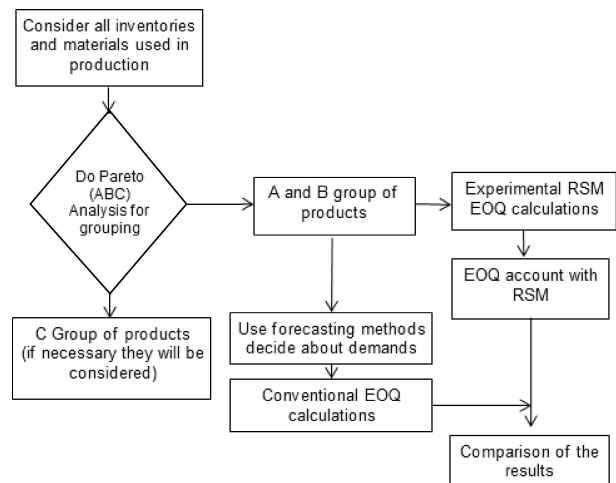 Consider all inventories
and materials used in
production
Do Pareto
(ABC)
Analysis for
grouping
A and B group of
products
Experimental RSM
EOQ calculations
EOQ account with
RSM
C Group of products
(if necessary they will be
considered)
Use forecasting methods
decide about demands
Conventional EOQ
calculations
Comparison of the
results